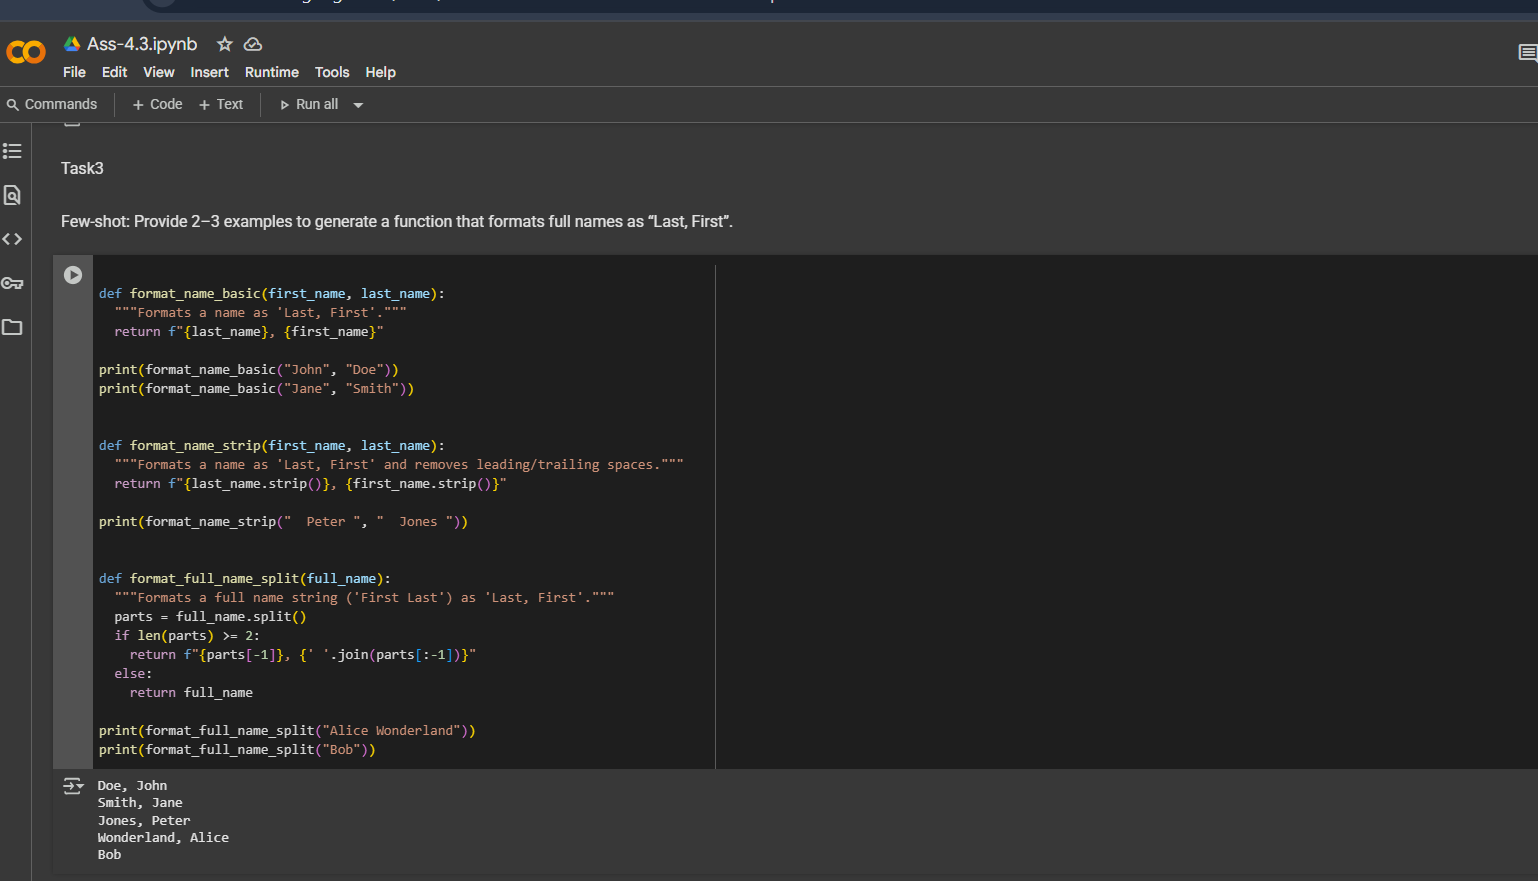 Ass-4.3.ipynb
File Edit View Insert Runtime Tools Help
Commands + Code + Text Run all
Task3
Few-shot: Provide 2–3 examples to generate a function that formats full names as “Last, First”.
def format_name_basic(first_name, last_name):
  """Formats a name as 'Last, First'."""
  return f"{last_name}, {first_name}"
print(format_name_basic("John", "Doe"))
print(format_name_basic("Jane", "Smith"))
def format_name_strip(first_name, last_name):
  """Formats a name as 'Last, First' and removes leading/trailing spaces."""
  return f"{last_name.strip()}, {first_name.strip()}"
print(format_name_strip("  Peter ", "  Jones "))
def format_full_name_split(full_name):
  """Formats a full name string ('First Last') as 'Last, First'."""
  parts = full_name.split()
  if len(parts) >= 2:
    return f"{parts[-1]}, {' '.join(parts[:-1])}"
  else:
    return full_name
print(format_full_name_split("Alice Wonderland"))
print(format_full_name_split("Bob"))
Doe, John
Smith, Jane
Jones, Peter
Wonderland, Alice
Bob